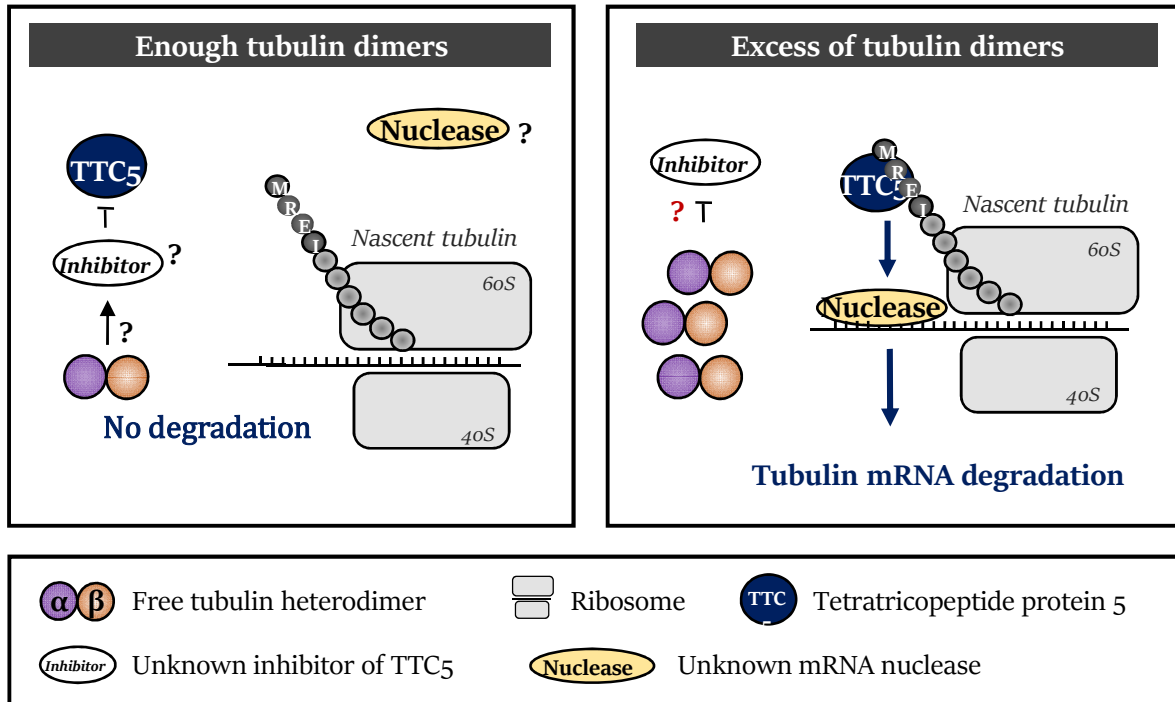 Enough tubulin dimers
Nuclease ?
TTC5
M
R
E
I
Nascent tubulin
Inhibitor ?
60S
?
No degradation
40S
Excess of tubulin dimers
Inhibitor
? 
M
R
E
I
TTC5
Nascent tubulin
60S
Nuclease
40S
Tubulin mRNA degradation
α β Free tubulin heterodimer
Ribosome
TTC 5 Tetratricopeptide protein 5
Inhibitor Unknown inhibitor of TTC5
Nuclease Unknown mRNA nuclease